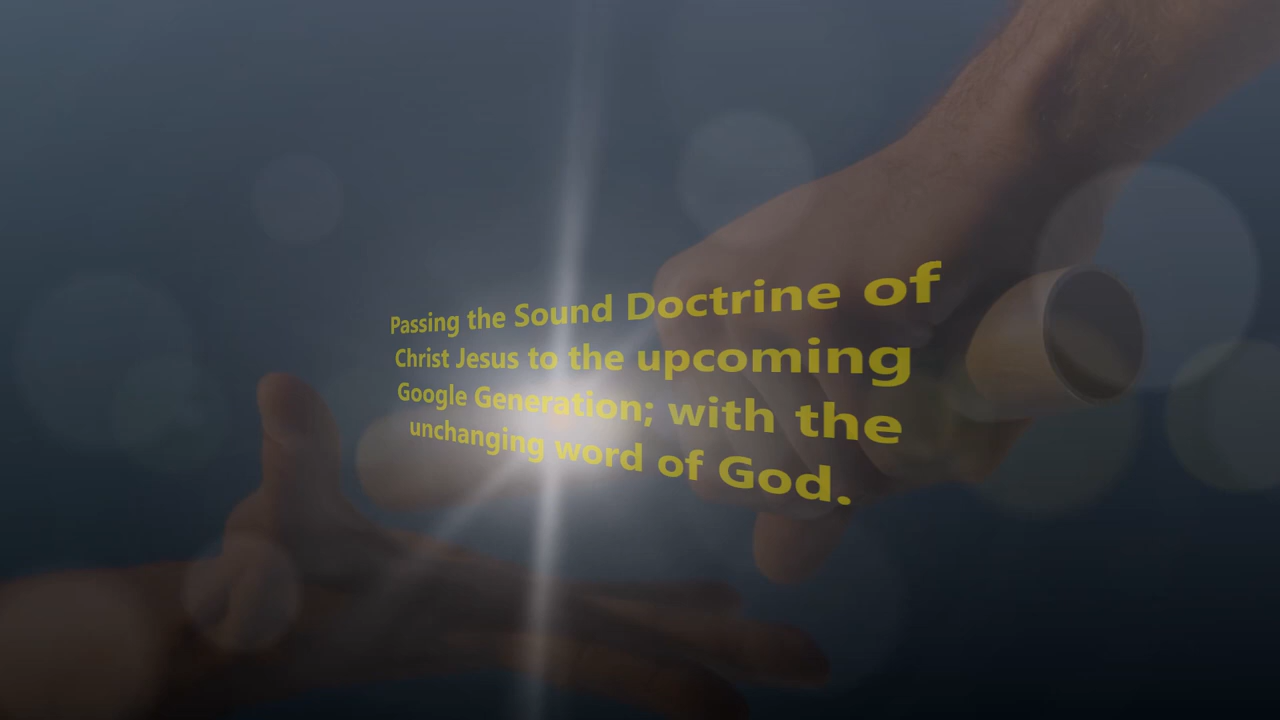 Passing the Sound Doctrine of
Christ Jesus to the upcoming
Google Generation; with the
unchanging word of God.